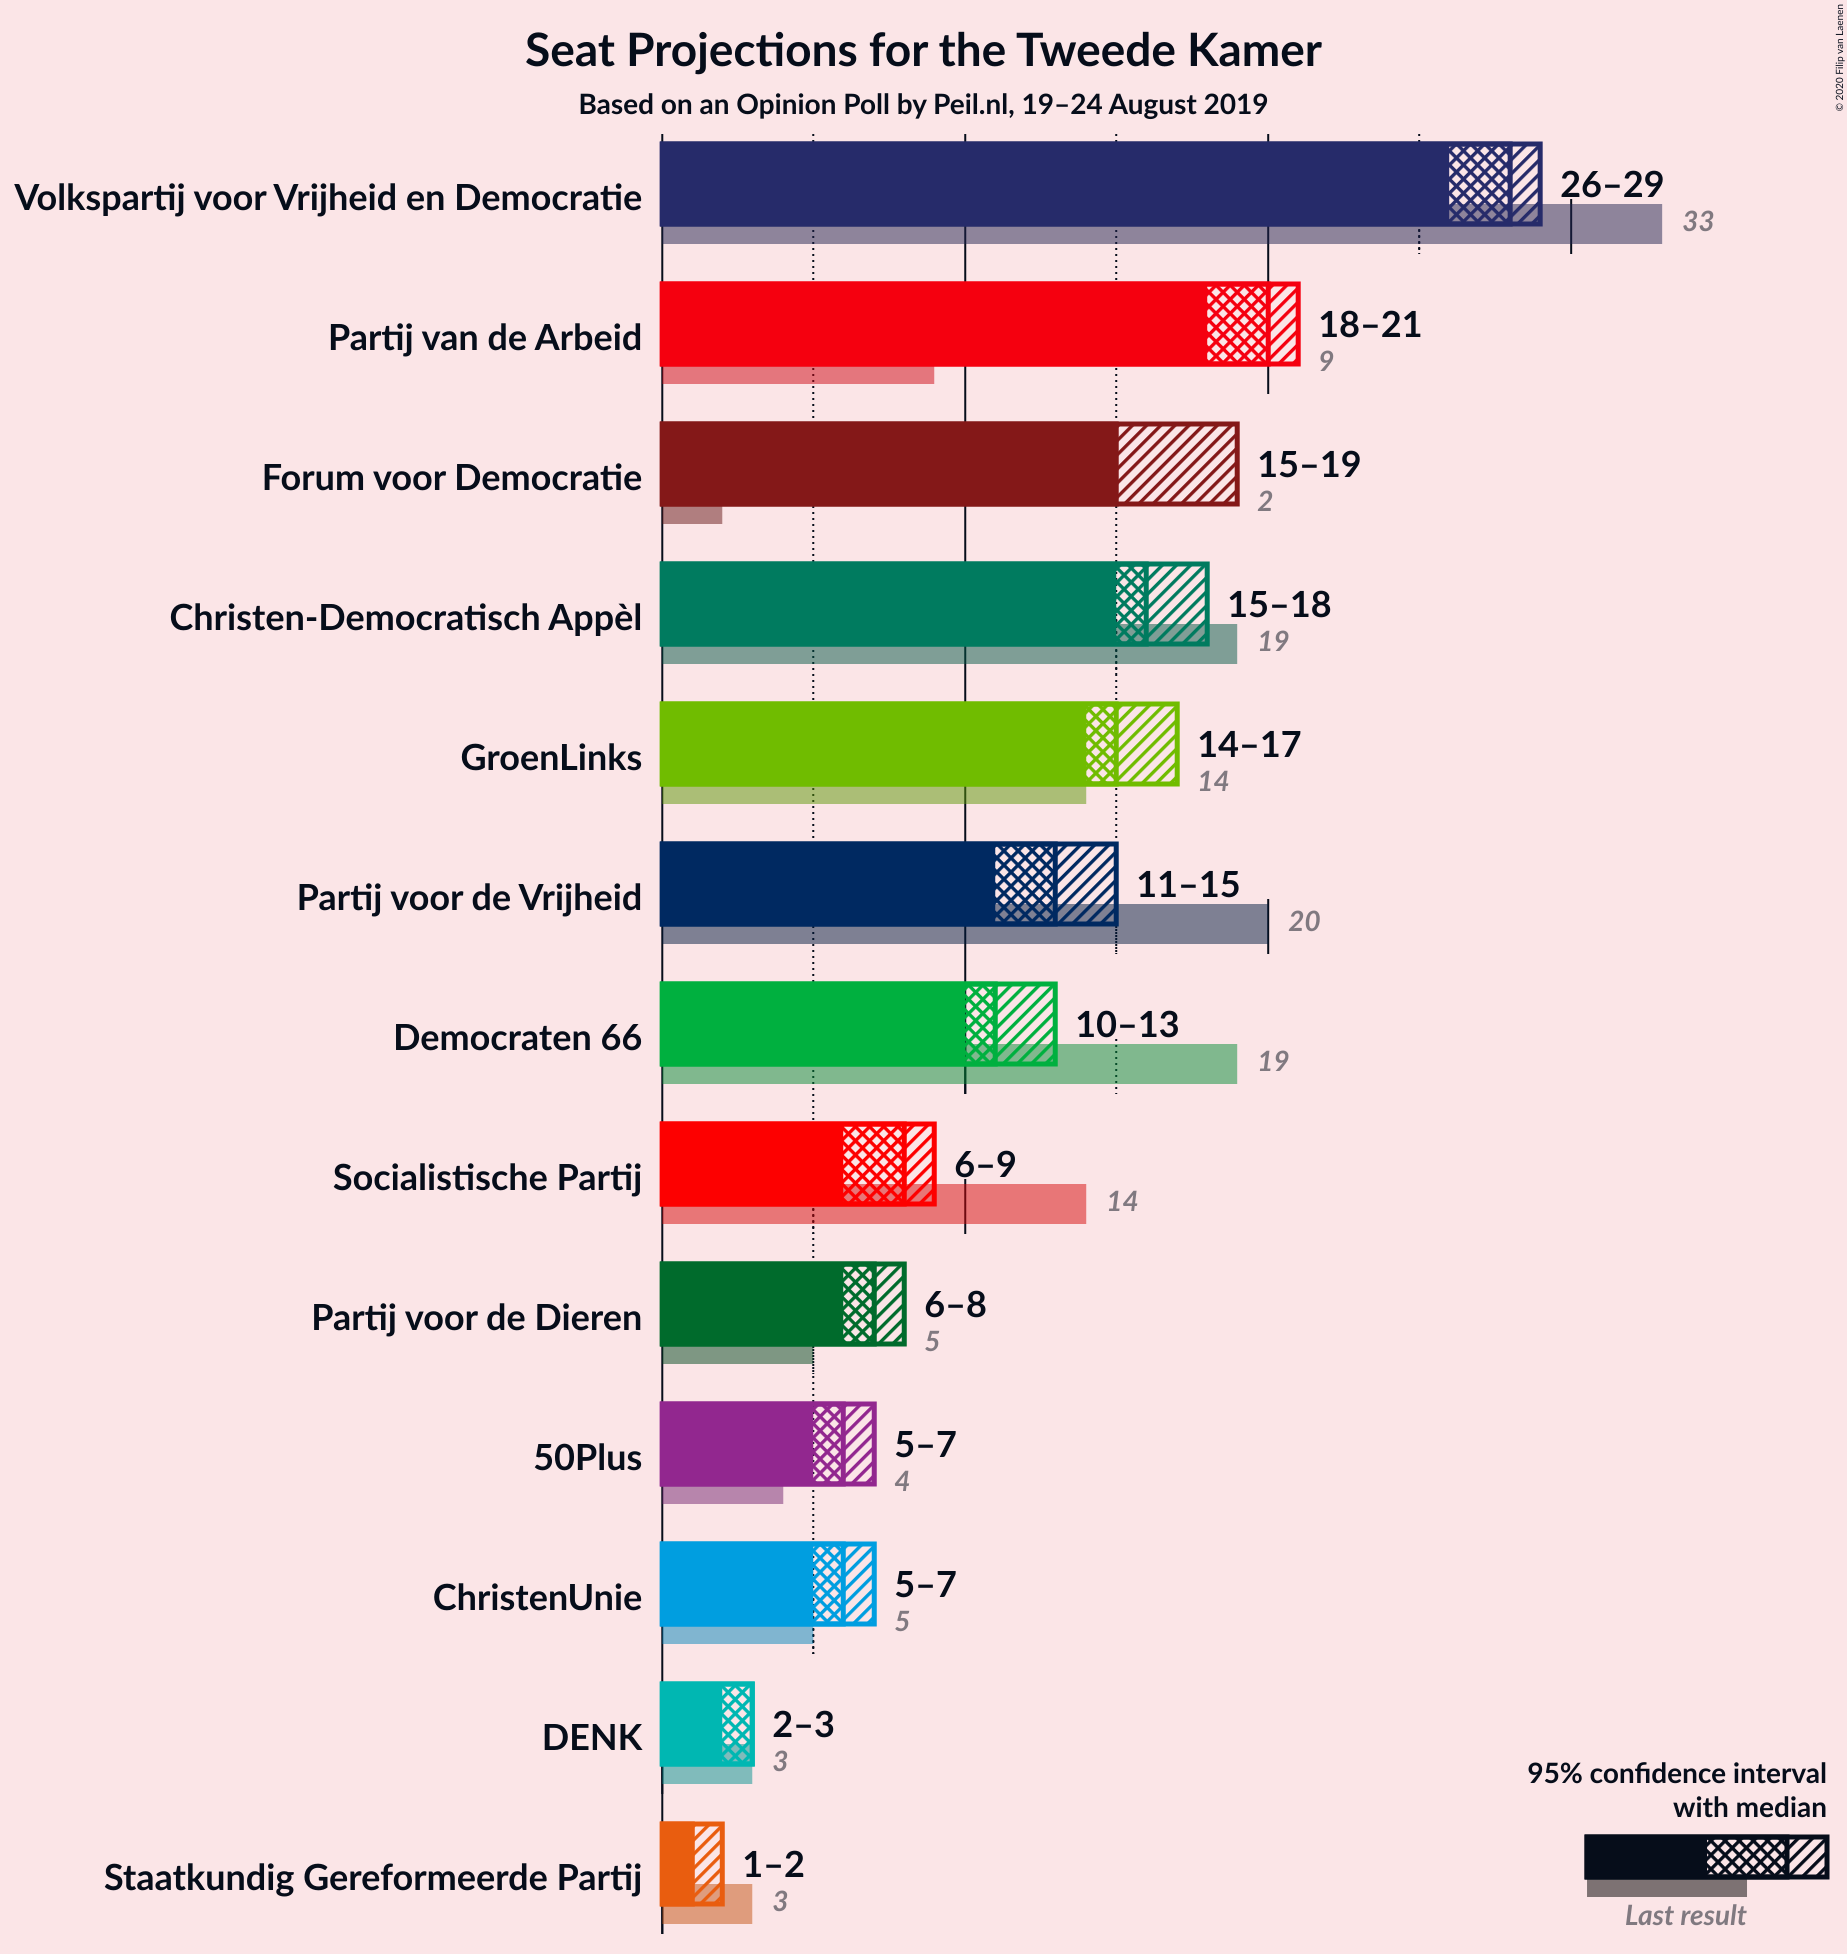 Seat Projections for the Tweede Kamer
Based on an Opinion Poll by Peil.nl, 19–24 August 2019
© 2020 Filip van Laenen
Volkspartij voor Vrijheid en Democratie
26–29
33
Partij van de Arbeid
18–21
9
Forum voor Democratie
15–19
2
Christen-Democratisch Appèl
15–18
19
GroenLinks
14–17
14
Partij voor de Vrijheid
11–15
20
Democraten 66
10–13
19
Socialistische Partij
6–9
14
Partij voor de Dieren
6–8
5
50Plus
5–7
4
ChristenUnie
5–7
5
DENK
2–3
3
Staatkundig Gereformeerde Partij
1–2
3
95% confidence interval
with median
Last result